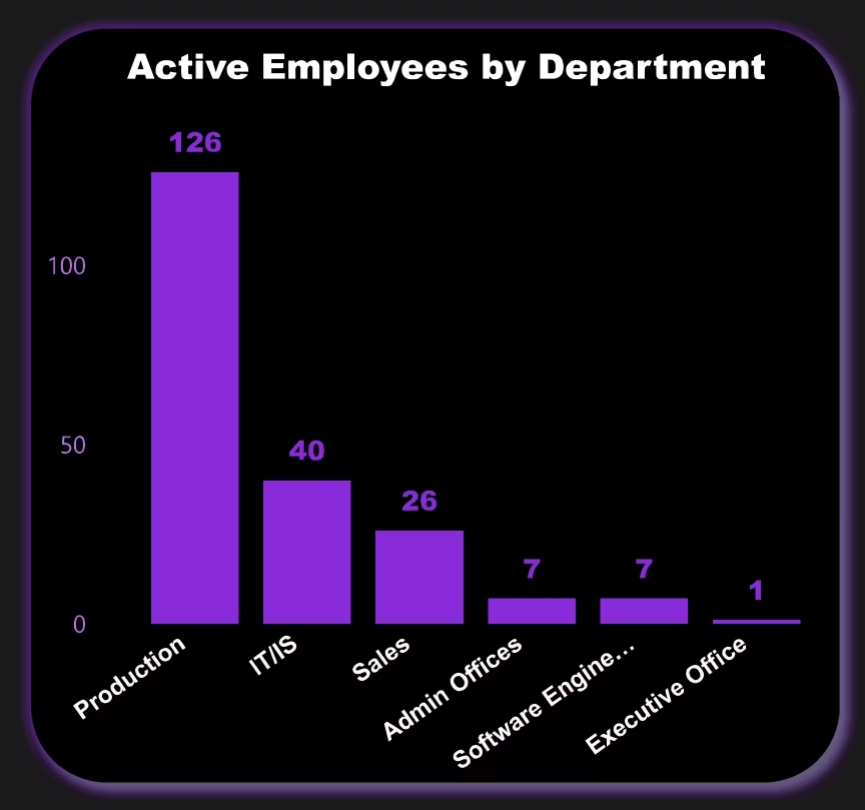 Active Employees by Department
126
100
50
40
26
7
7
1
0
Production
IT/IS
Sales
Admin Offices
Software Engine...
Executive Office